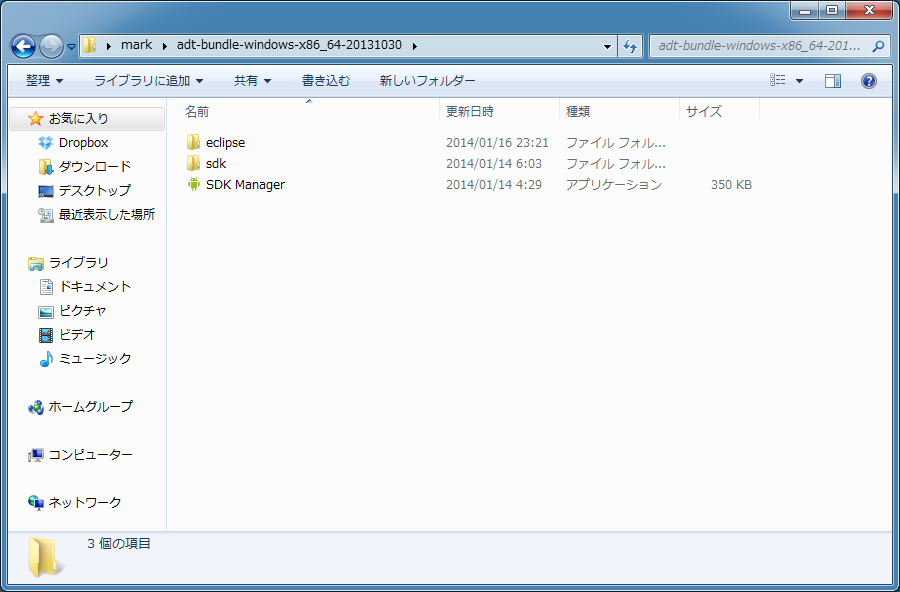 mark adt-bundle-windows-x86_64-20131030
adt-bundle-windows-x86_64-201...
整理 ライブラリに追加 共有 書き込む 新しいフォルダー
お気に入り
Dropbox
ダウンロード
デスクトップ
最近表示した場所
ライブラリ
ドキュメント
ピクチャ
ビデオ
ミュージック
ホームグループ
コンピューター
ネットワーク
名前 更新日時 種類 サイズ
eclipse 2014/01/16 23:21 ファイル フォル...
sdk 2014/01/14 6:03 ファイル フォル...
SDK Manager 2014/01/14 4:29 アプリケーション 350 KB
3 個の項目